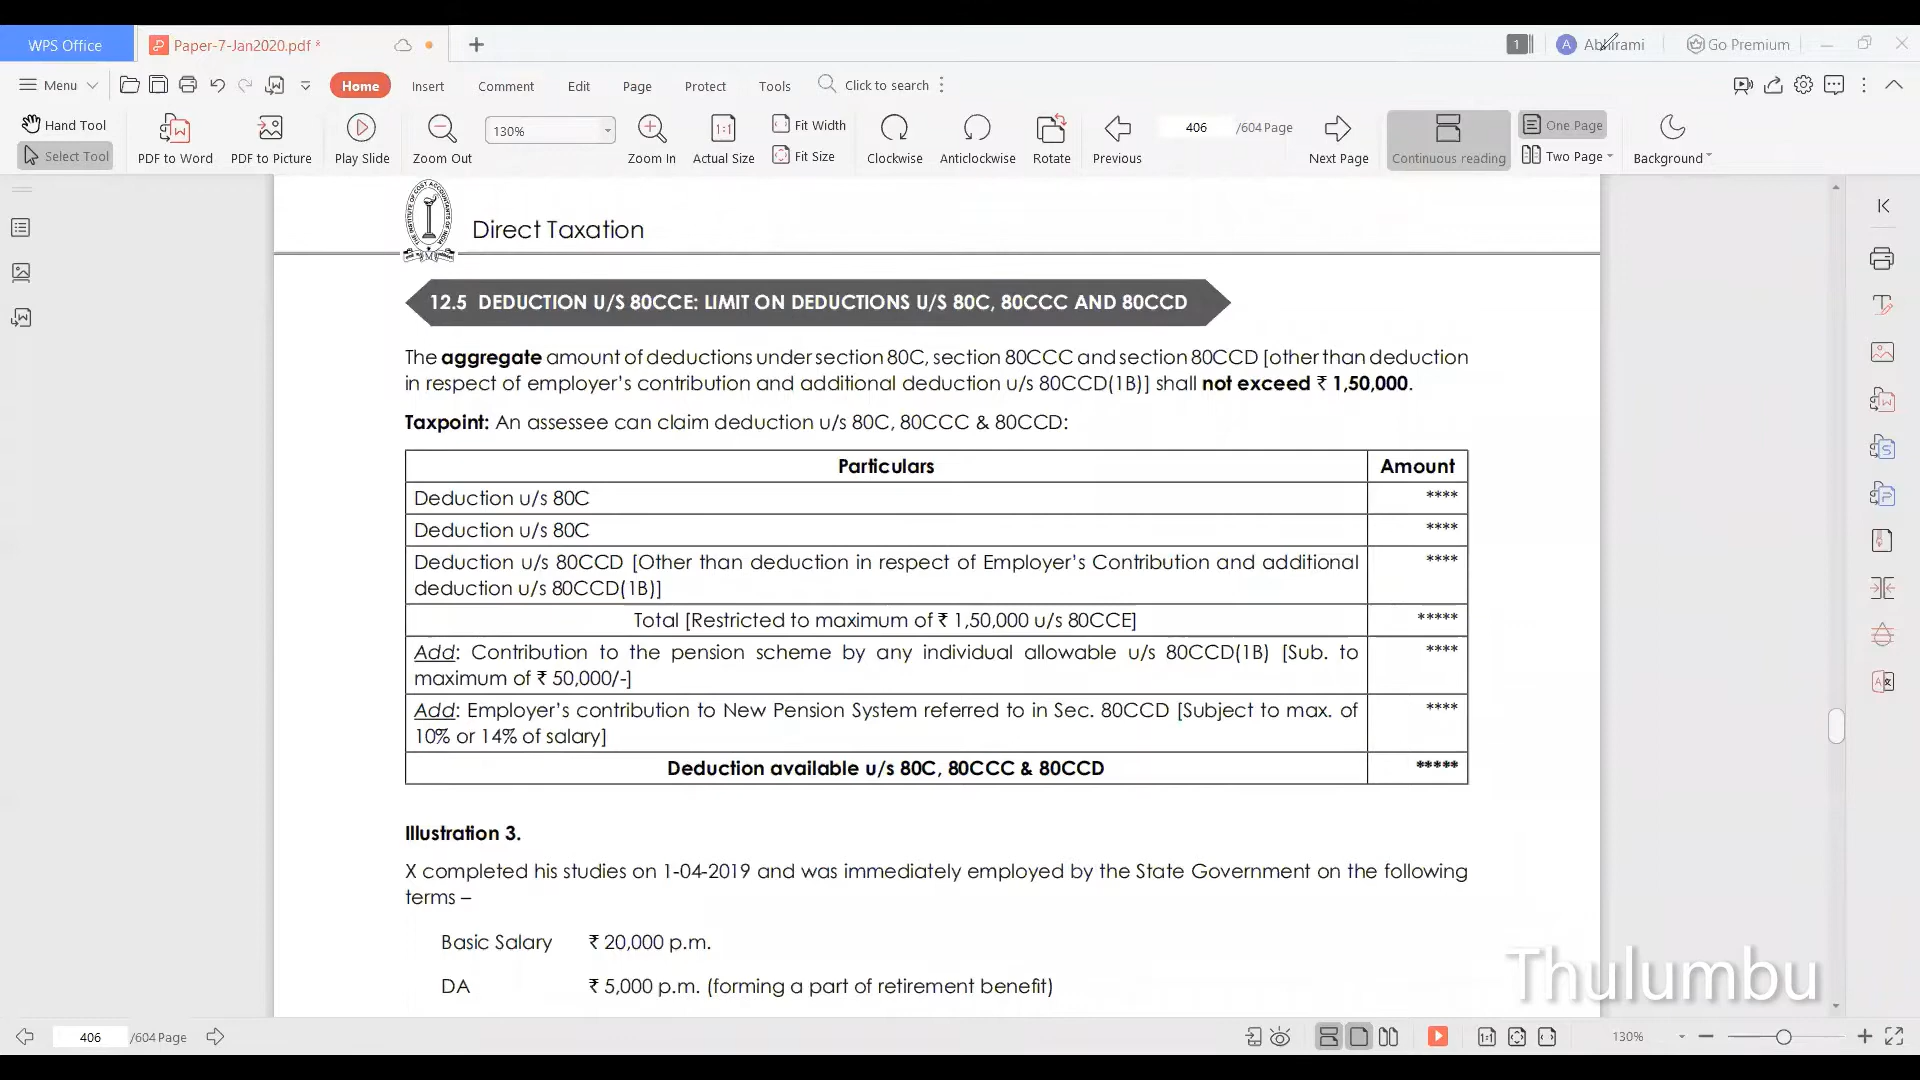 WPS Office
Paper-7-Jan2020.pdf *
1
A
Abhirami
Go Premium
Menu
Home
Insert
Comment
Edit
Page
Protect
Tools
Click to search
Hand Tool
Select Tool
PDF to Word
PDF to Picture
Play Slide
Zoom Out
130%
Zoom In
Actual Size
Fit Width
Fit Size
Clockwise
Anticlockwise
Rotate
Previous
406 /604 Page
Next Page
Continuous reading
One Page
Two Page
Background
Direct Taxation
12.5 DEDUCTION U/S 80CCE: LIMIT ON DEDUCTIONS U/S 80C, 80CCC AND 80CCD
The aggregate amount of deductions under section 80C, section 80CCC and section 80CCD [other than deduction
in respect of employer's contribution and additional deduction u/s 80CCD(1B)] shall not exceed ₹ 1,50,000.
Taxpoint: An assessee can claim deduction u/s 80C, 80CCC & 80CCD:
Particulars Amount
Deduction u/s 80C ****
Deduction u/s 80C ****
Deduction u/s 80CCD [Other than deduction in respect of Employer's Contribution and additional ****
deduction u/s 80CCD(1B)]
Total [Restricted to maximum of ₹ 1,50,000 u/s 80CCE] *****
Add: Contribution to the pension scheme by any individual allowable u/s 80CCD(1B) [Sub. to ****
maximum of ₹ 50,000/-]
Add: Employer's contribution to New Pension System referred to in Sec. 80CCD [Subject to max. of ****
10% or 14% of salary]
Deduction available u/s 80C, 80CCC & 80CCD *****
Illustration 3.
X completed his studies on 1-04-2019 and was immediately employed by the State Government on the following
terms –
Basic Salary ₹ 20,000 p.m.
DA ₹ 5,000 p.m. (forming a part of retirement benefit)
Thulumbu
406 /604 Page
130%